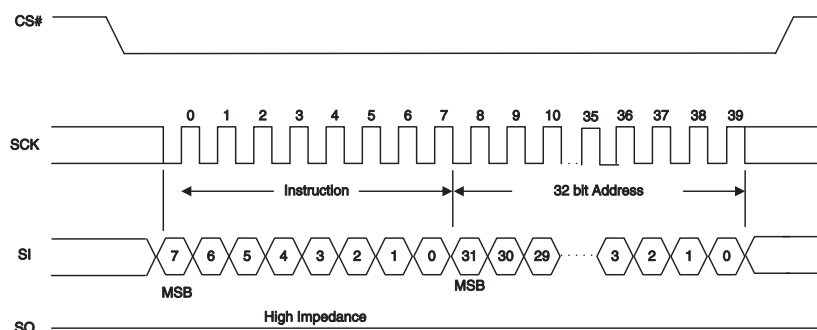 CS#
0 1 2 3 4 5 6 7 8 9 10 35 36 37 38 39
SCK
Instruction 32 bit Address
SI 7 6 5 4 3 2 1 0 31 30 29 3 2 1 0
MSB MSB
High Impedance
SO